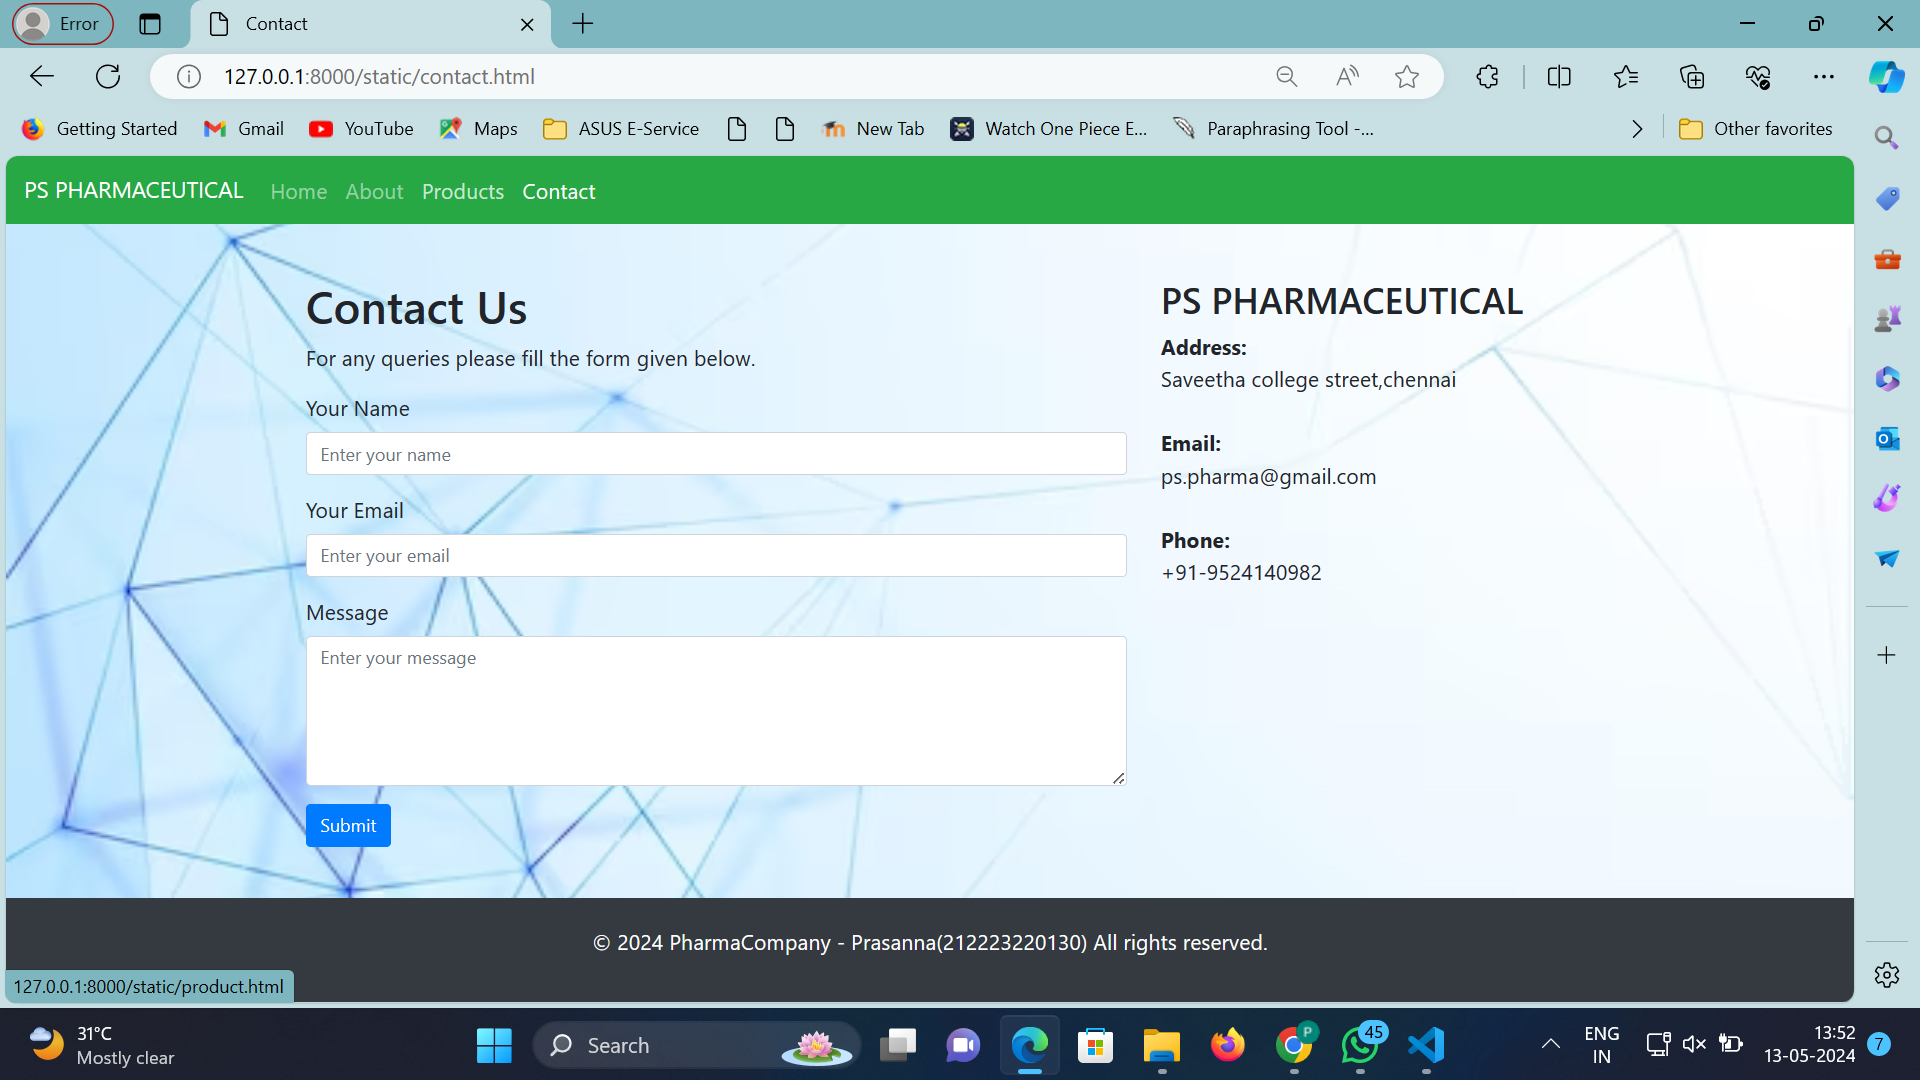 Error
Contact
127.0.0.1:8000/static/contact.html
Getting Started
Gmail
YouTube
Maps
ASUS E-Service
New Tab
Watch One Piece E...
Paraphrasing Tool -...
Other favorites
PS PHARMACEUTICAL
Home
About
Products
Contact
Contact Us
For any queries please fill the form given below.
Your Name
Enter your name
Your Email
Enter your email
Message
Enter your message
Submit
PS PHARMACEUTICAL
Address:
Saveetha college street,chennai
Email:
ps.pharma@gmail.com
Phone:
+91-9524140982
© 2024 PharmaCompany - Prasanna(212223220130) All rights reserved.
127.0.0.1:8000/static/product.html
31°C
Mostly clear
Search
P
45
ENG
IN
13:52
13-05-2024
7